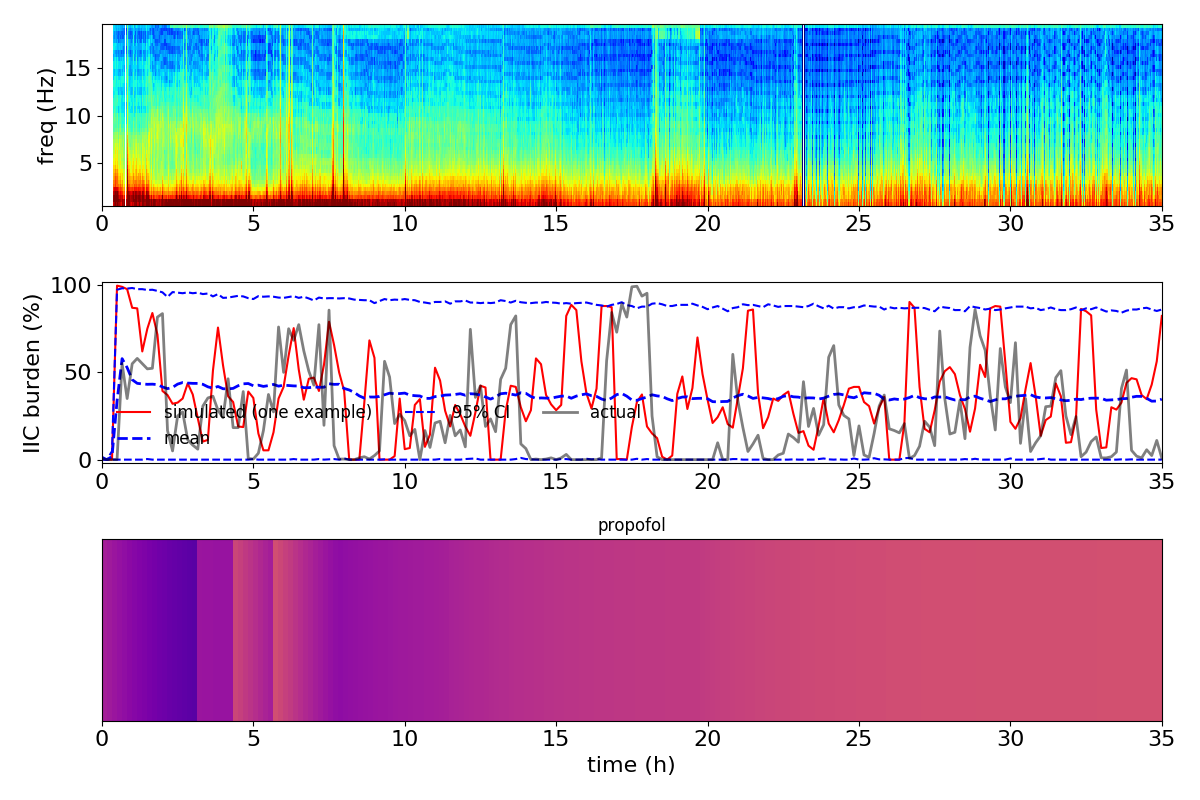 freq (Hz)
15
10
5
0 5 10 15 20 25 30 35
IIC burden (%)
100
50
0
simulated (one example) 95% CI actual
mean
0 5 10 15 20 25 30 35
propofol
0 5 10 15 20 25 30 35
time (h)